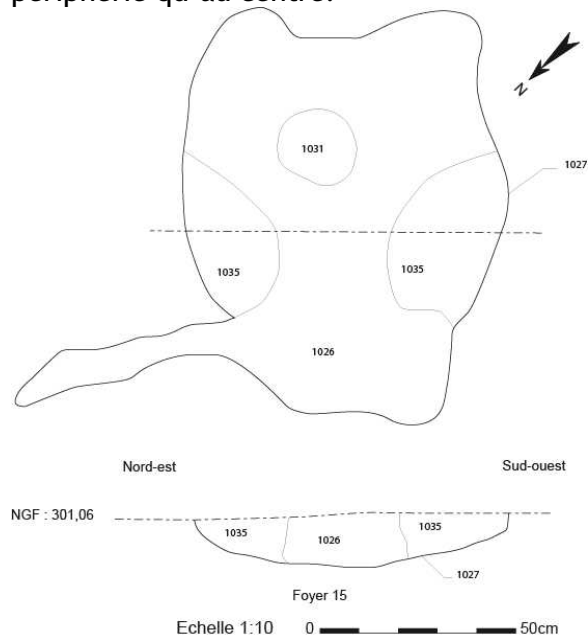 périphérie qu'au centre.
N
1031
1027
1035
1035
1026
Nord-est
Sud-ouest
NGF : 301,06
1035
1026
1035
1027
Foyer 15
Echelle 1:10
0
50cm